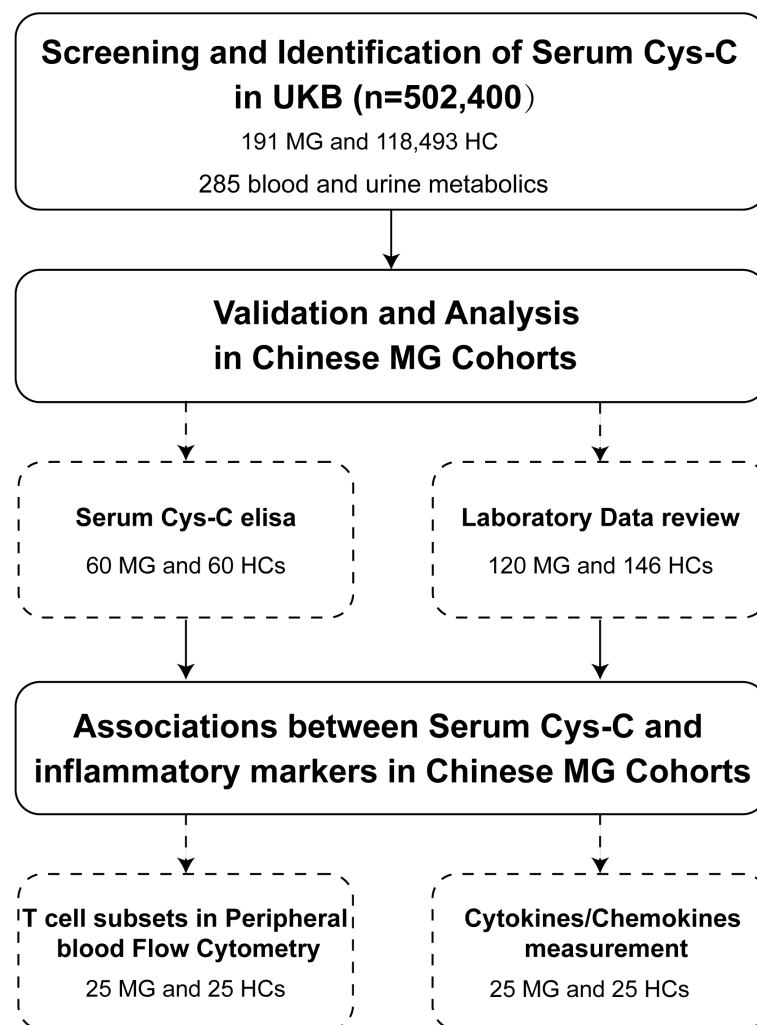 Screening and Identification of Serum Cys-C
in UKB (n=502,400）
191 MG and 118,493 HC
285 blood and urine metabolics
Validation and Analysis
in Chinese MG Cohorts
Serum Cys-C elisa
60 MG and 60 HCs
Laboratory Data review
120 MG and 146 HCs
Associations between Serum Cys-C and
inflammatory markers in Chinese MG Cohorts
T cell subsets in Peripheral
blood Flow Cytometry
25 MG and 25 HCs
Cytokines/Chemokines
measurement
25 MG and 25 HCs